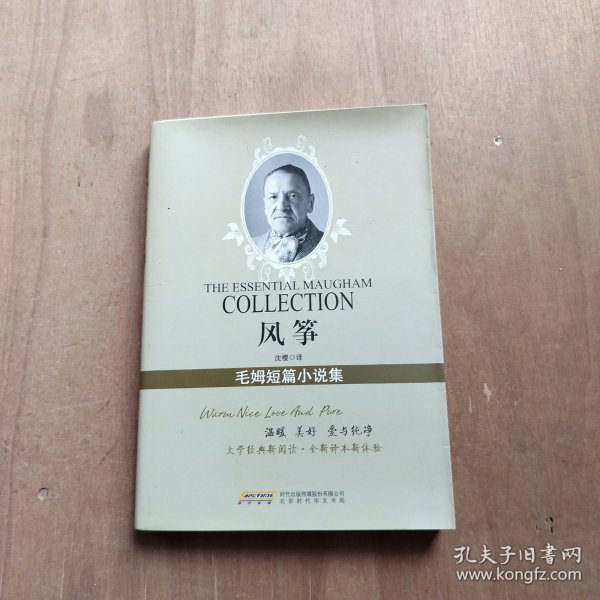 THE ESSENTIAL MAUGHAM
COLLECTION
风筝
沈樱◎译
毛姆短篇小说集
Warm Nice Love And Pure
温暖 美好 爱与纯净
文学经典新阅读·全新译本新体验
时代出版传媒股份有限公司
北京时代华文书局
孔夫子旧书网
www.kongfz.com